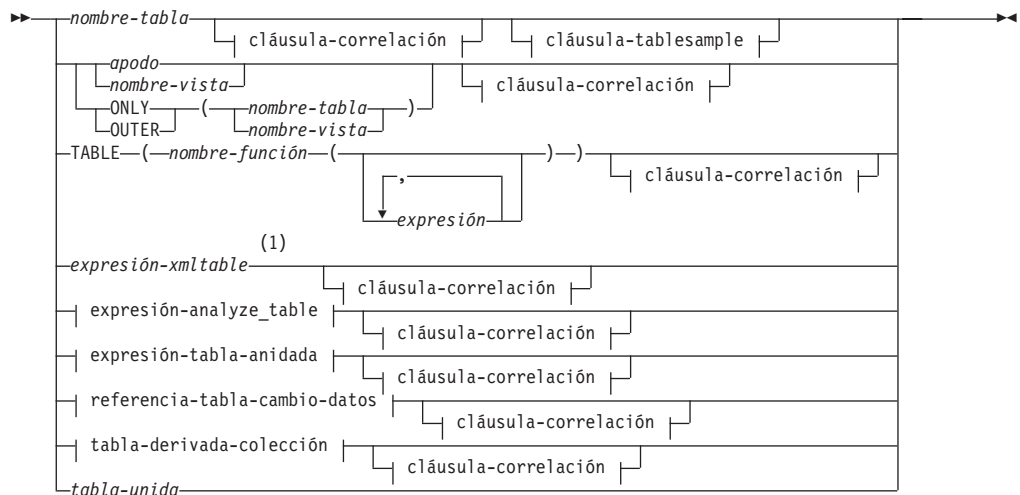 nombre-tabla
cláusula-correlación cláusula-tablesample
apodo
nombre-vista cláusula-correlación
ONLY ( nombre-tabla )
OUTER nombre-vista
TABLE ( nombre-función ( ) )
, cláusula-correlación
expresión
(1)
expresión-xmltable
cláusula-correlación
expresión-analyze_table
cláusula-correlación
expresión-tabla-anidada
cláusula-correlación
referencia-tabla-cambio-datos
cláusula-correlación
tabla-derivada-colección
cláusula-correlación
tabla-unida